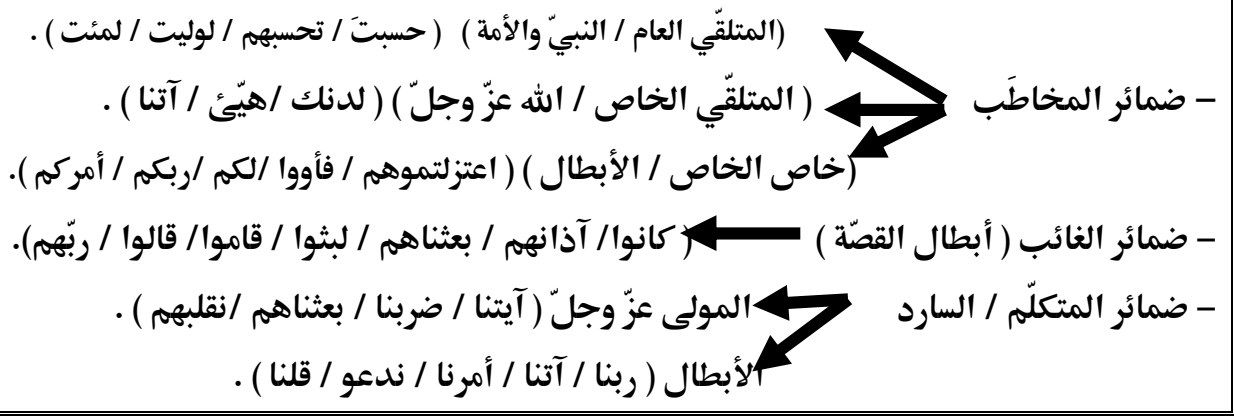 (المتلقّي العام / النبيّ والأمة ) ( حسبتَ / تحسبهم / لوليت / لمئت ) .
– ضمائر المخاطَب ( المتلقّي الخاص / الله عزّ وجلّ ) ( لدنك /هيّئ / آتنا ) .
(خاص الخاص / الأبطال ) ( اعتزلتموهم / فأووا /لكم /ربكم / أمركم ).
– ضمائر الغائب ( أبطال القصّة ) ( كانوا/ آذانهم / بعثناهم / لبثوا / قاموا/ قالوا / ربّهم).
– ضمائر المتكلّم / السارد المولى عزّ وجلّ ( آيتنا / ضربنا / بعثناهم /نقلبهم ) .
الأبطال ( ربنا / آتنا / أمرنا / ندعو / قلنا ) .